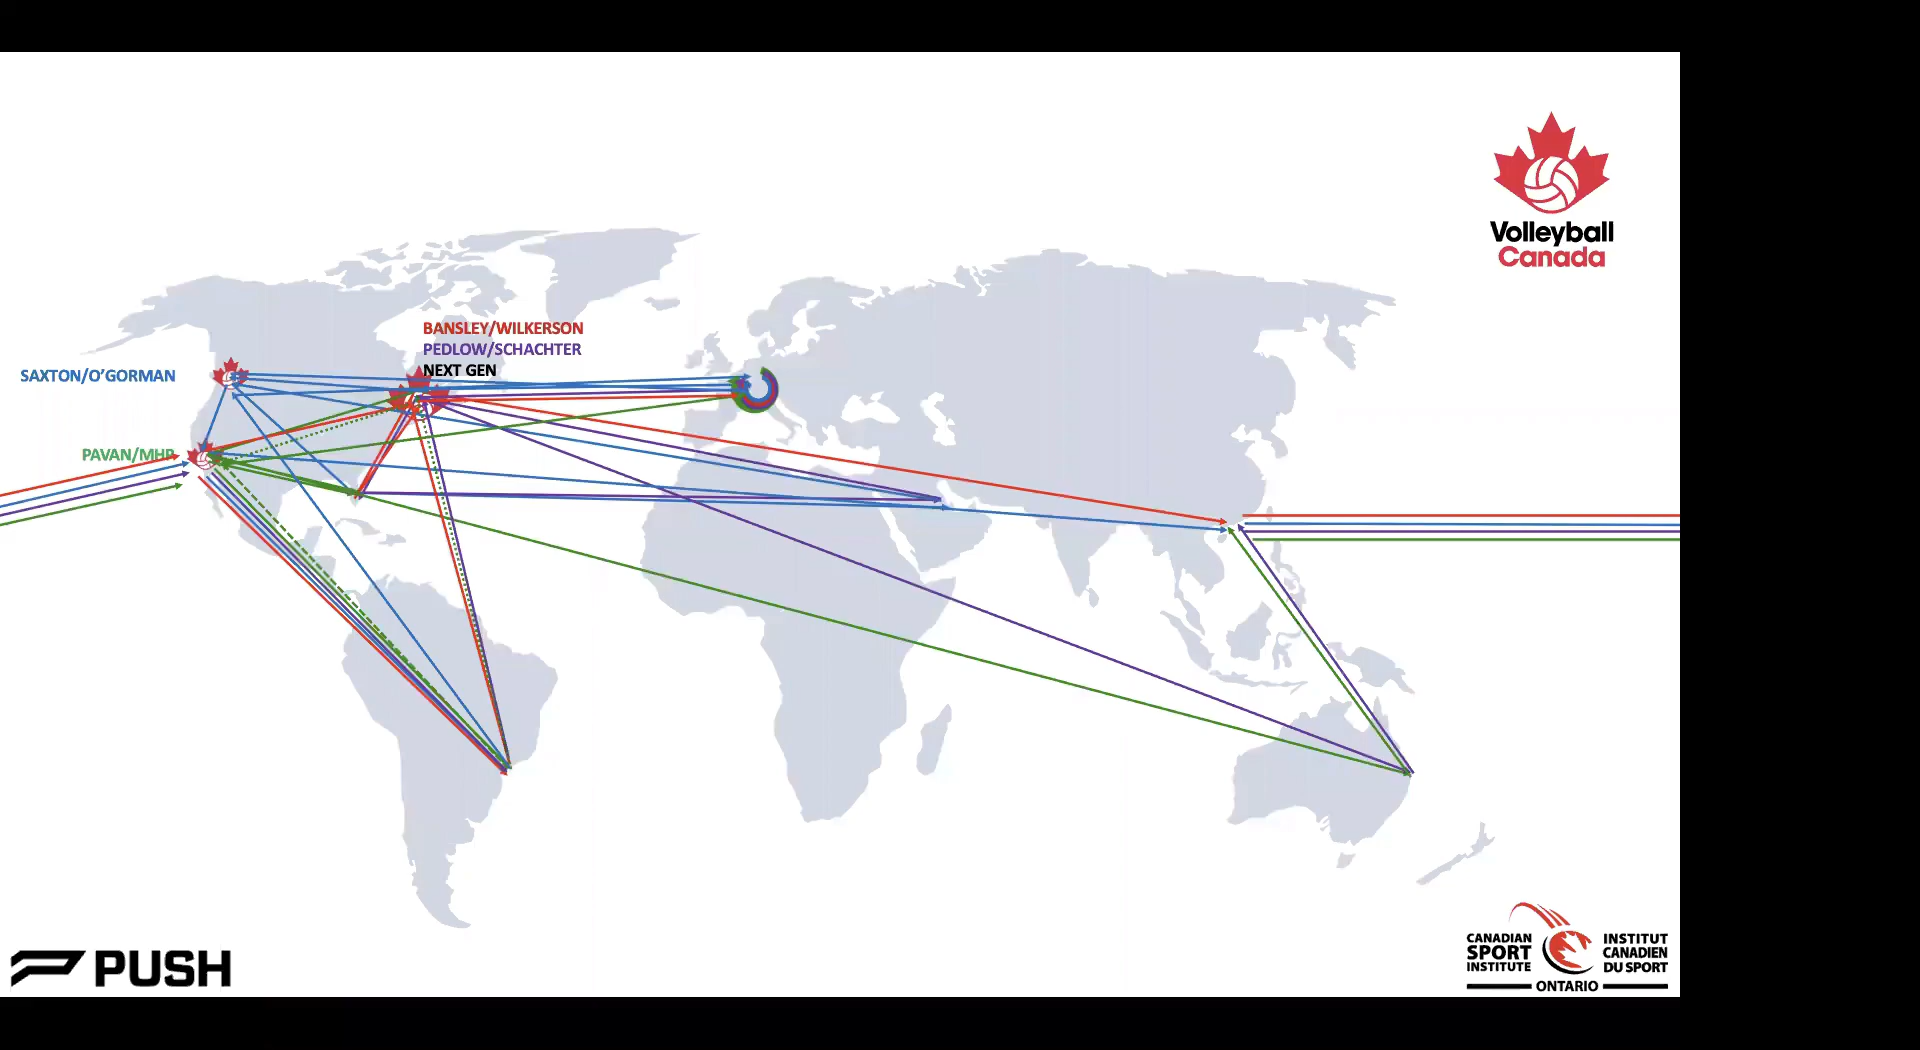 Volleyball
Canada
BANSLEY/WILKERSON
PEDLOW/SCHACHTER
NEXT GEN
SAXTON/O'GORMAN
PAVAN/MHP
PUSH
CANADIAN
SPORT
INSTITUTE
INSTITUT
CANADIEN
DU SPORT
ONTARIO